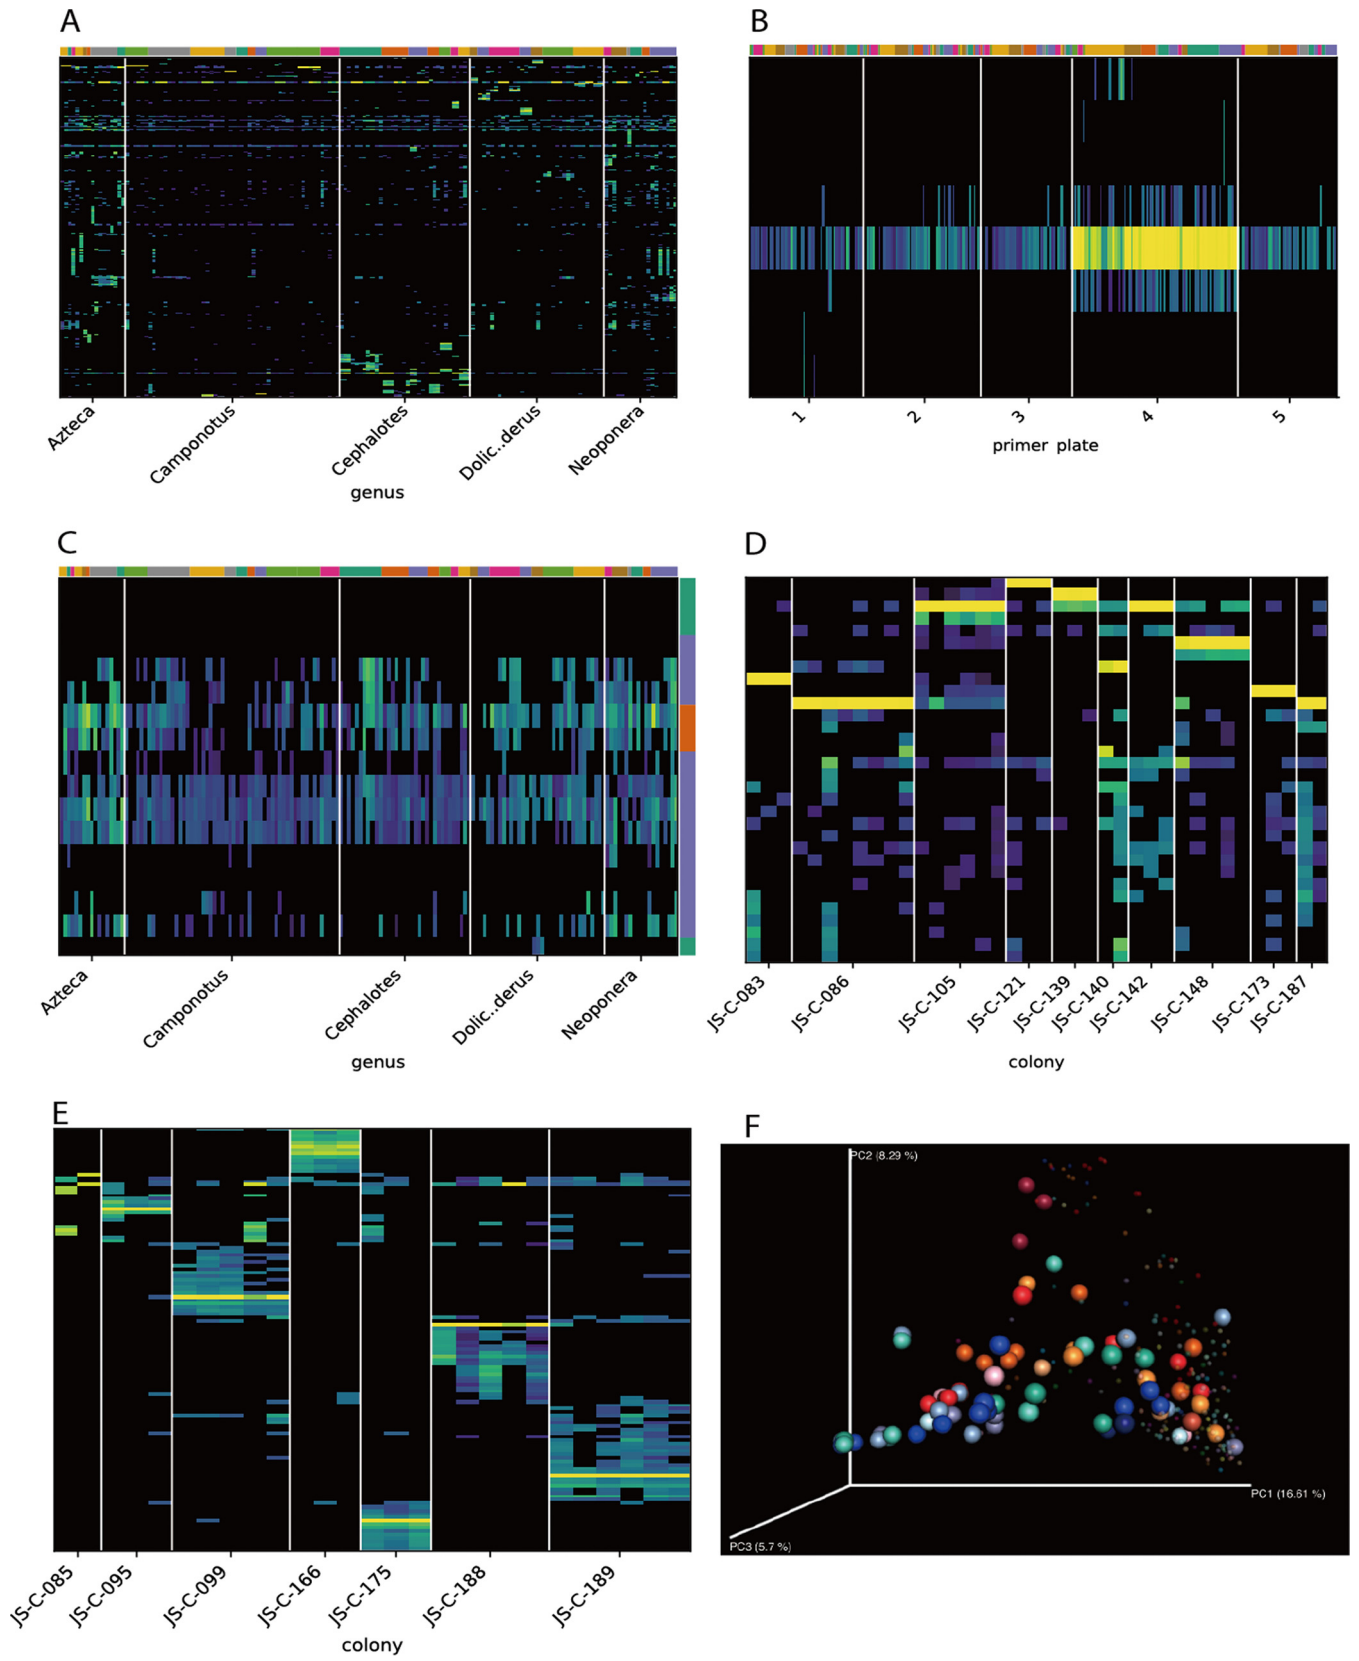 A
B
Azteca
Camponotus
Cephalotes
Dolic..derus
Neoponera
genus
1
2
3
4
5
primer plate
C
D
Azteca
Camponotus
Cephalotes
Dolic..derus
Neoponera
genus
JS-C-083
JS-C-086
JS-C-105
JS-C-121
JS-C-139
JS-C-140
JS-C-142
JS-C-148
JS-C-173
JS-C-187
colony
E
F
JS-C-085
JS-C-095
JS-C-099
JS-C-166
JS-C-175
JS-C-188
JS-C-189
colony
PC2 (8.29 %)
PC1 (16.61 %)
PC3 (5.7 %)